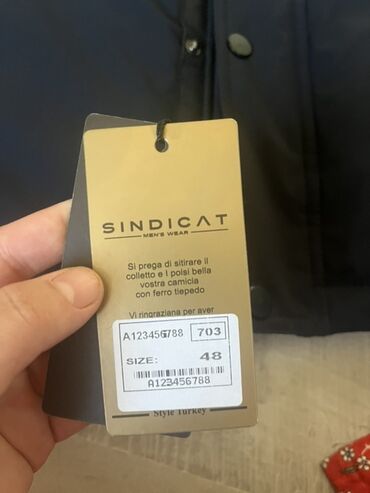 SINDICAT
MEN'S WEAR
Si prega di sitirare il
colletto e I polsi bella
vostra camicia
con ferro tiepedo
Vi ringraziana per aver
A123456788 703
SIZE: 48
A123456788
Style Turkey